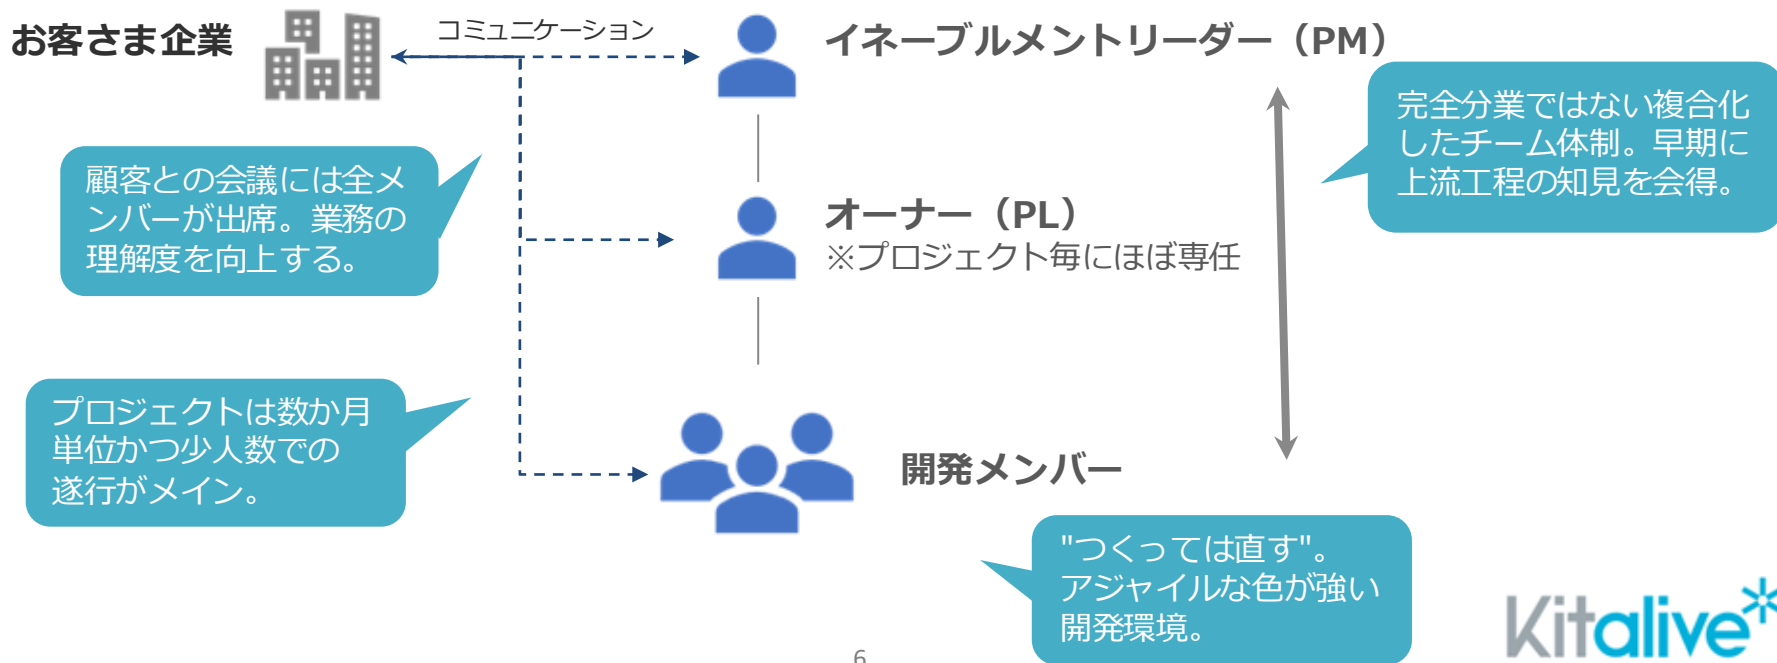 お客さま企業
コミュニケーション
イネーブルメントリーダー（PM）
完全分業ではない複合化
したチーム体制。早期に
上流工程の知見を会得。
顧客との会議には全メ
ンバーが出席。業務の
理解度を向上する。
オーナー（PL）
※プロジェクト毎にほぼ専任
プロジェクトは数か月
単位かつ少人数での
遂行がメイン。
開発メンバー
"つくっては直す"。
アジャイルな色が強い
開発環境。
Kitalive
6